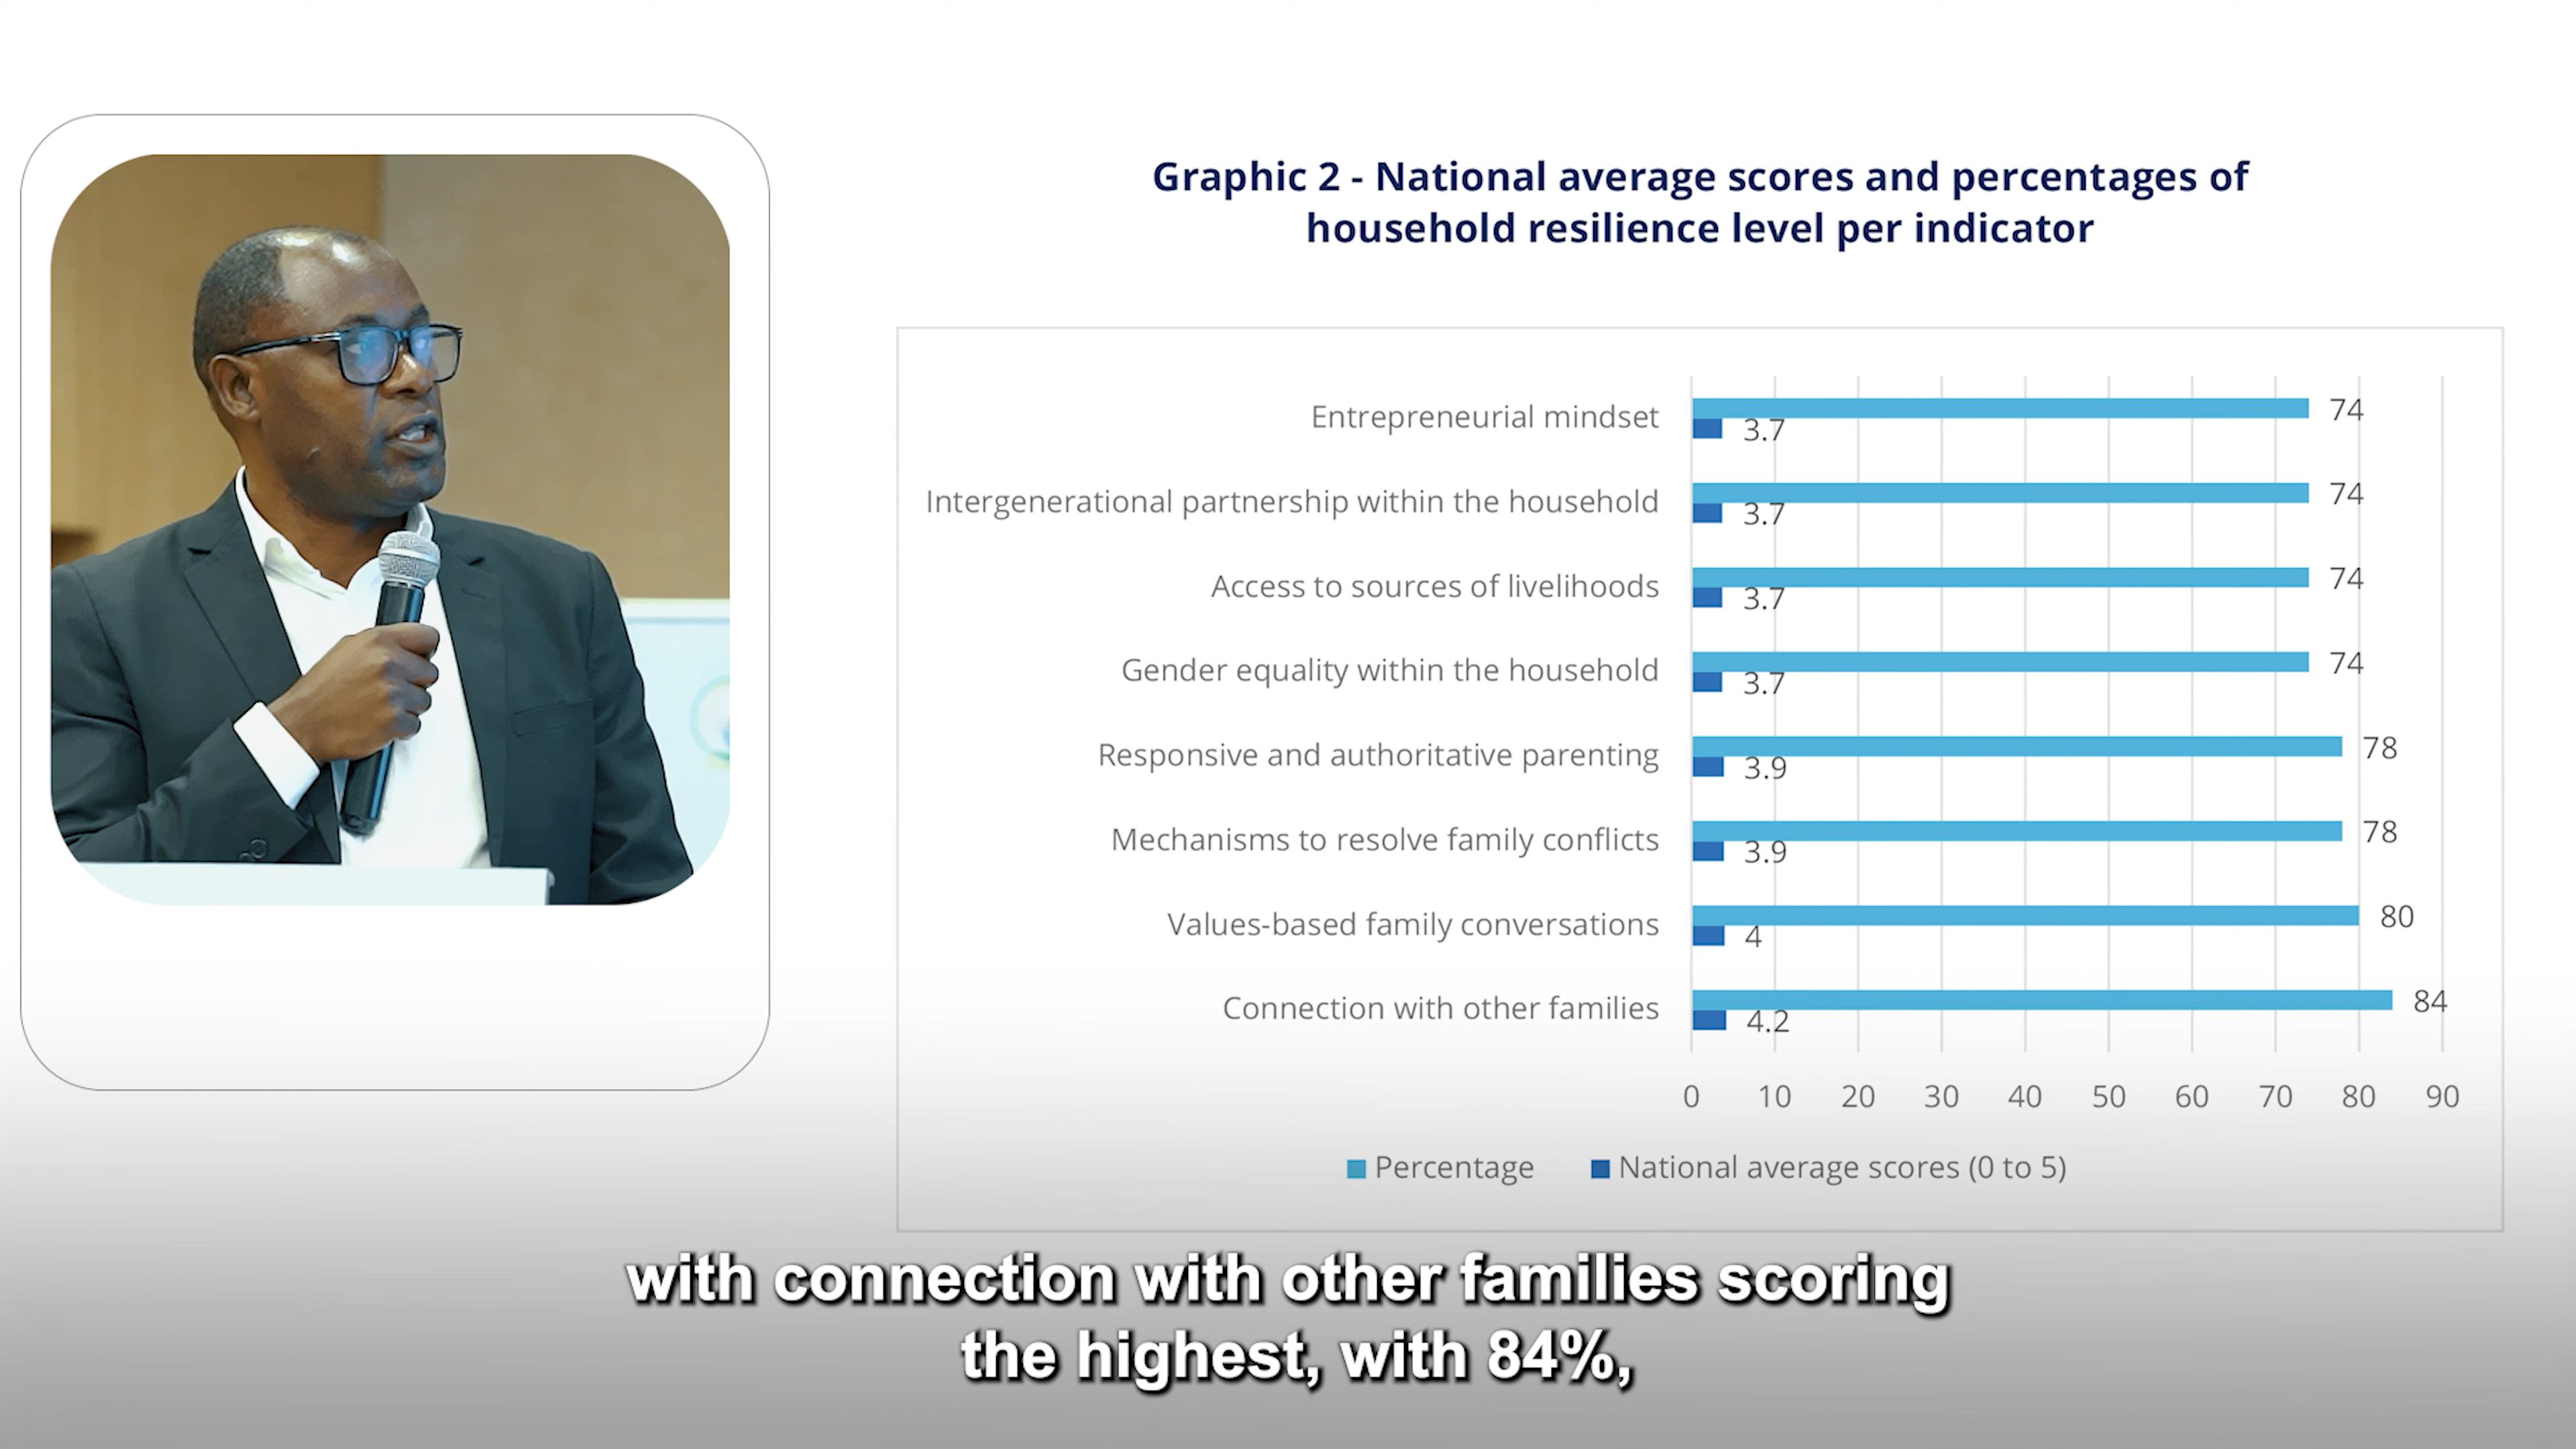 Graphic 2 - National average scores and percentages of
household resilience level per indicator
Entrepreneurial mindset
74
3.7
Intergenerational partnership within the household
74
3.7
Access to sources of livelihoods
74
3.7
Gender equality within the household
74
3.7
Responsive and authoritative parenting
78
3.9
Mechanisms to resolve family conflicts
78
3.9
Values-based family conversations
80
4
Connection with other families
84
4.2
0 10 20 30 40 50 60 70 80 90
Percentage National average scores (0 to 5)
with connection with other families scoring
the highest, with 84%,